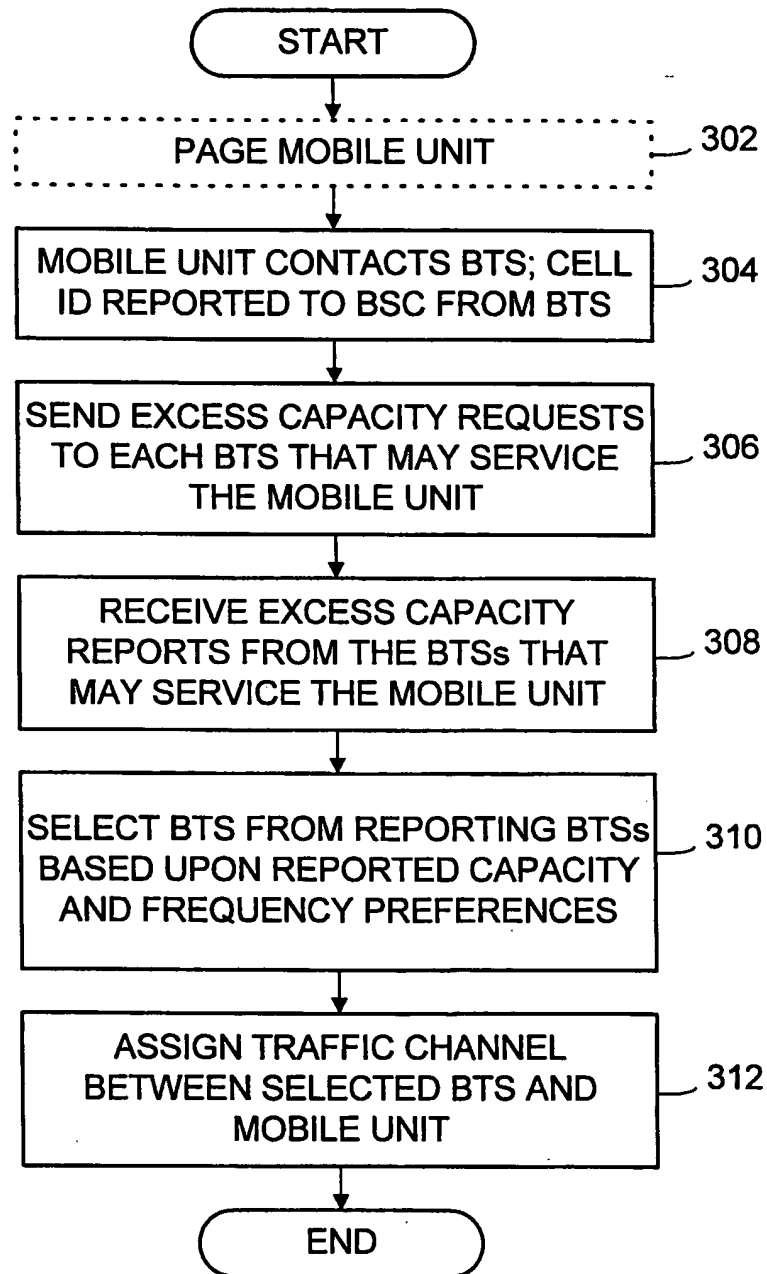 START
PAGE MOBILE UNIT
302
MOBILE UNIT CONTACTS BTS; CELL
ID REPORTED TO BSC FROM BTS
304
SEND EXCESS CAPACITY REQUESTS
TO EACH BTS THAT MAY SERVICE
THE MOBILE UNIT
306
RECEIVE EXCESS CAPACITY
REPORTS FROM THE BTSs THAT
MAY SERVICE THE MOBILE UNIT
308
SELECT BTS FROM REPORTING BTSs
BASED UPON REPORTED CAPACITY
AND FREQUENCY PREFERENCES
310
ASSIGN TRAFFIC CHANNEL
BETWEEN SELECTED BTS AND
MOBILE UNIT
312
END